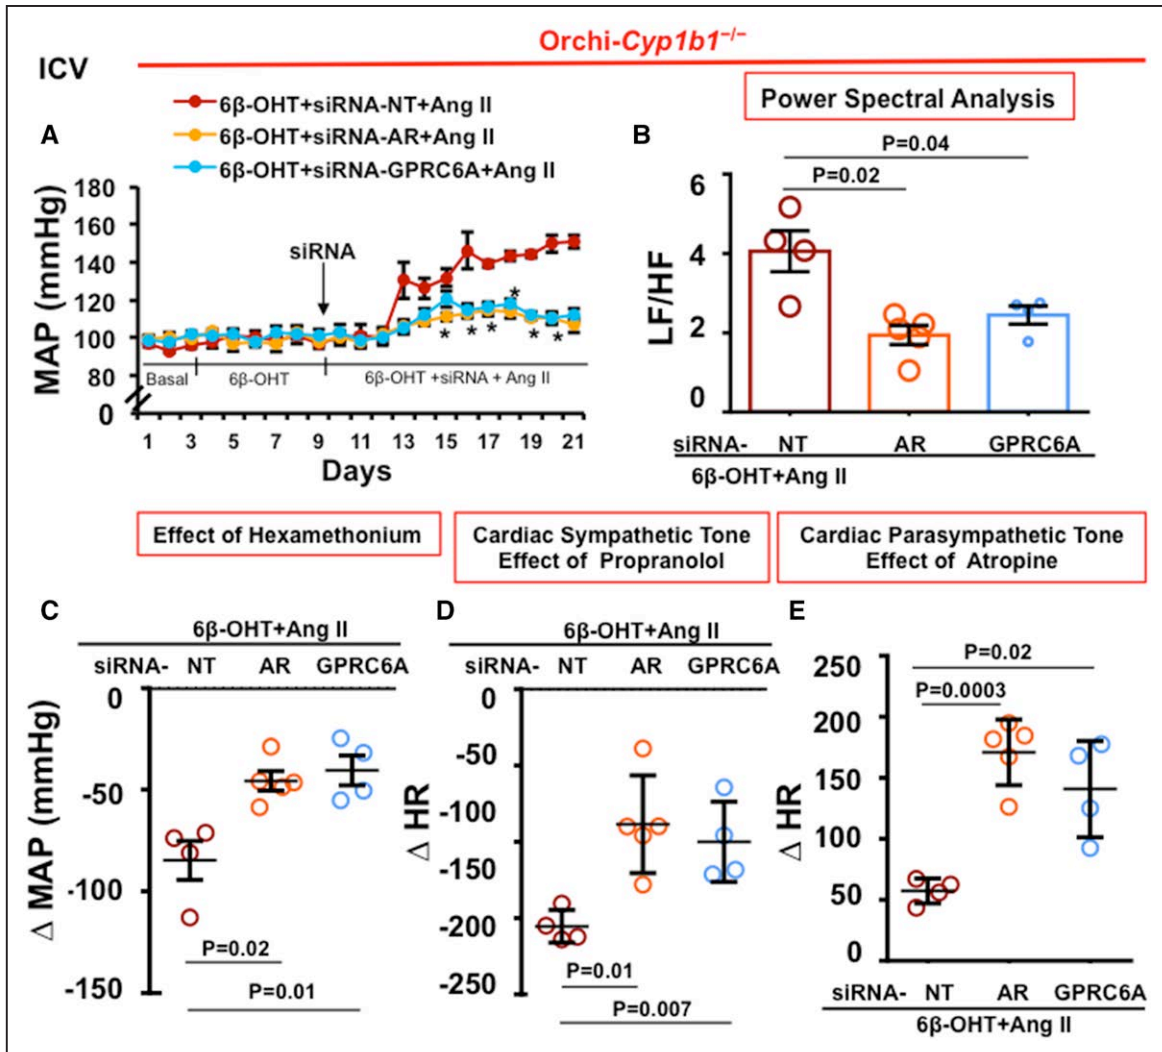 Orchi-Cyp1b1⁻/⁻
ICV
6β-OHT+siRNA-NT+Ang II
6β-OHT+siRNA-AR+Ang II
6β-OHT+siRNA-GPRC6A+Ang II
A
MAP (mmHg)
180
160
140
120
100
80
0
siRNA
*
* * * * *
Basal
6β-OHT
6β-OHT +siRNA + Ang II
1 3 5 7 9 11 13 15 17 19 21
Days
Power Spectral Analysis
B
P=0.04
P=0.02
LF/HF
6
4
2
0
siRNA- NT AR GPRC6A
6β-OHT+Ang II
Effect of Hexamethonium
C
6β-OHT+Ang II
siRNA- NT AR GPRC6A
Δ MAP (mmHg)
0
-50
-100
-150
P=0.02
P=0.01
Cardiac Sympathetic Tone
Effect of Propranolol
D
6β-OHT+Ang II
siRNA- NT AR GPRC6A
Δ HR
0
-50
-100
-150
-200
-250
P=0.01
P=0.007
Cardiac Parasympathetic Tone
Effect of Atropine
E
P=0.02
P=0.0003
Δ HR
250
200
150
100
50
0
siRNA- NT AR GPRC6A
6β-OHT+Ang II